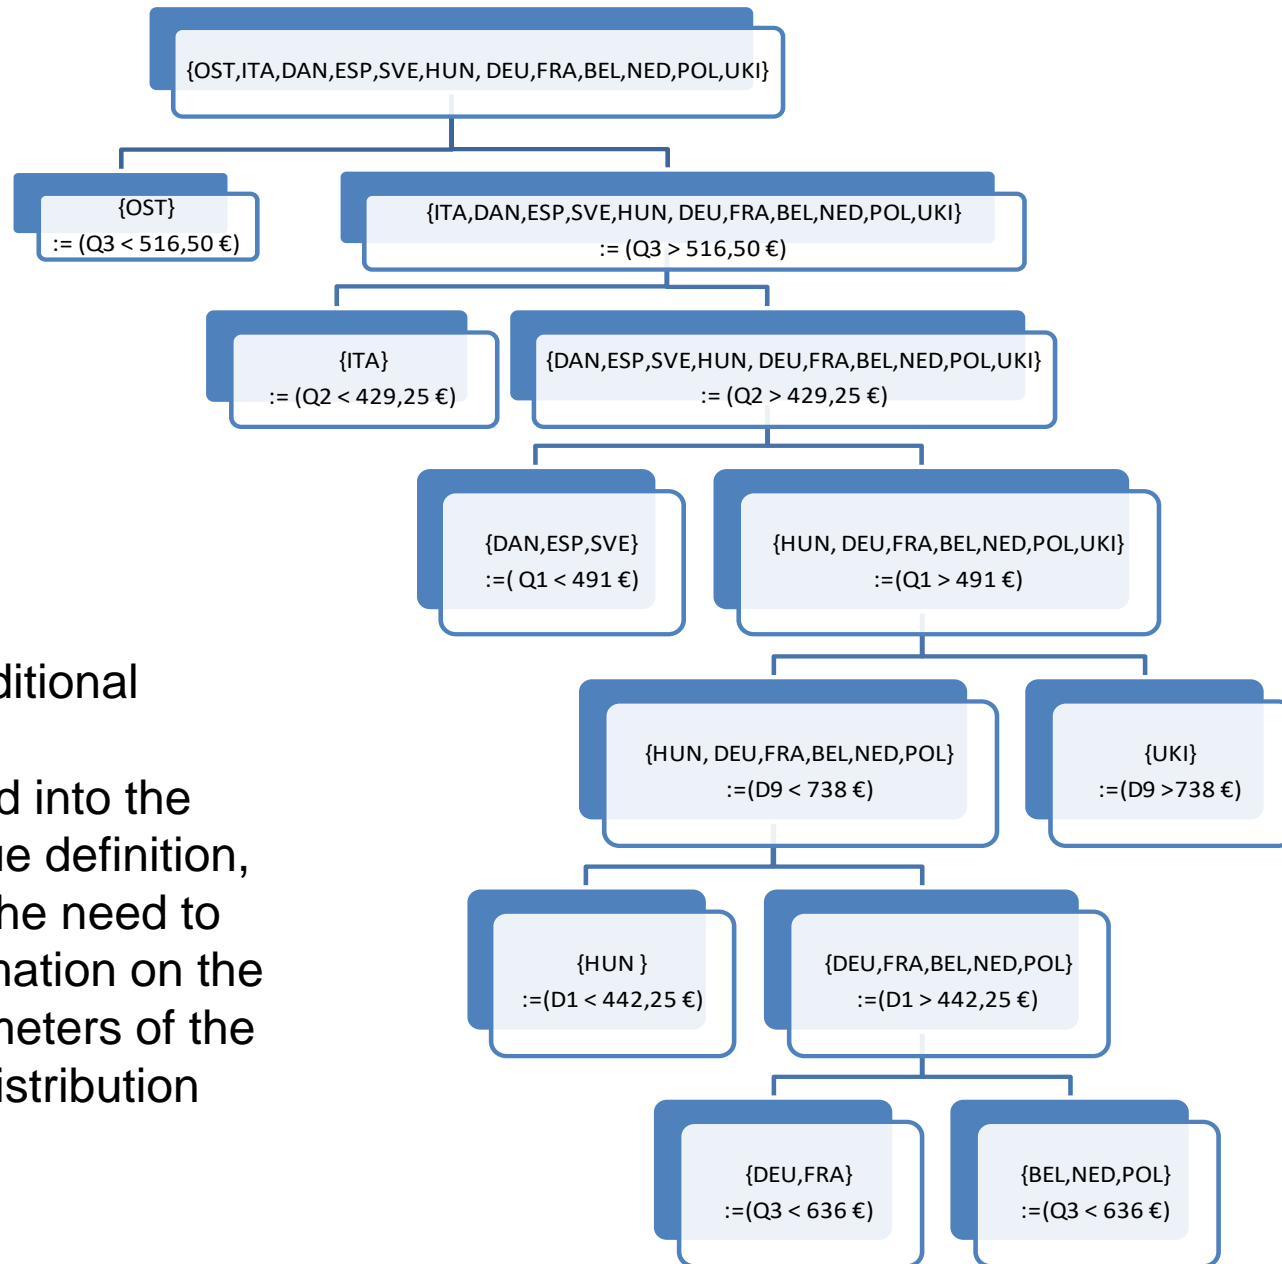 {OST,ITA,DAN,ESP,SVE,HUN, DEU,FRA,BEL,NED,POL,UKI}
{OST}
:= (Q3 < 516,50 €)
{ITA,DAN,ESP,SVE,HUN, DEU,FRA,BEL,NED,POL,UKI}
:= (Q3 > 516,50 €)
{ITA}
:= (Q2 < 429,25 €)
{DAN,ESP,SVE,HUN, DEU,FRA,BEL,NED,POL,UKI}
:= (Q2 > 429,25 €)
{DAN,ESP,SVE}
:=( Q1 < 491 €)
{HUN, DEU,FRA,BEL,NED,POL,UKI}
:=(Q1 > 491 €)
{HUN, DEU,FRA,BEL,NED,POL}
:=(D9 < 738 €)
{UKI}
:=(D9 >738 €)
{HUN }
:=(D1 < 442,25 €)
{DEU,FRA,BEL,NED,POL}
:=(D1 > 442,25 €)
{DEU,FRA}
:=(Q3 < 636 €)
{BEL,NED,POL}
:=(Q3 < 636 €)
ditional
d into the
ue definition,
he need to
nation on the
neters of the
istribution